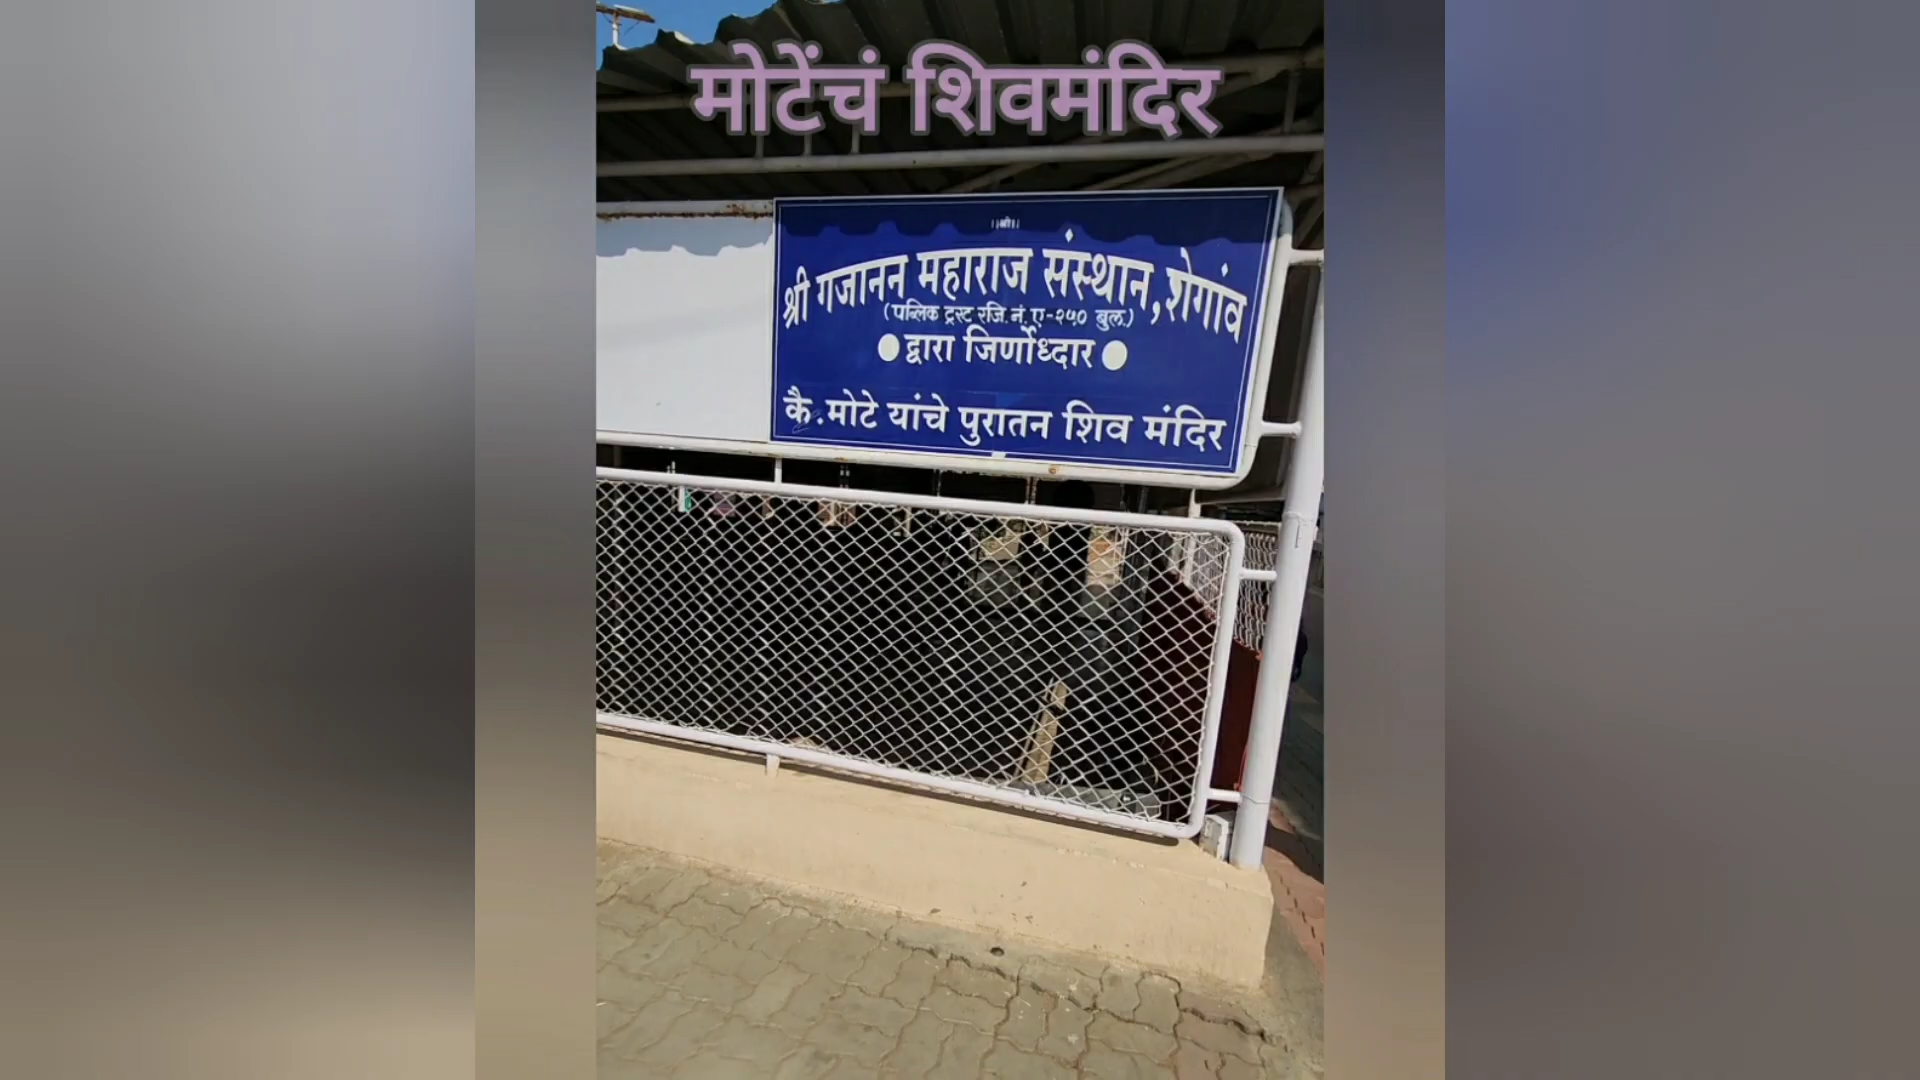 मोटेंचं शिवमंदिर
||श्री||
श्री गजानन महाराज संस्थान, शेगांव
(पब्लिक ट्रस्ट रजि. नं. ए-२५० बुल.)
द्वारा जिर्णोध्दार
कै. मोटे यांचे पुरातन शिव मंदिर